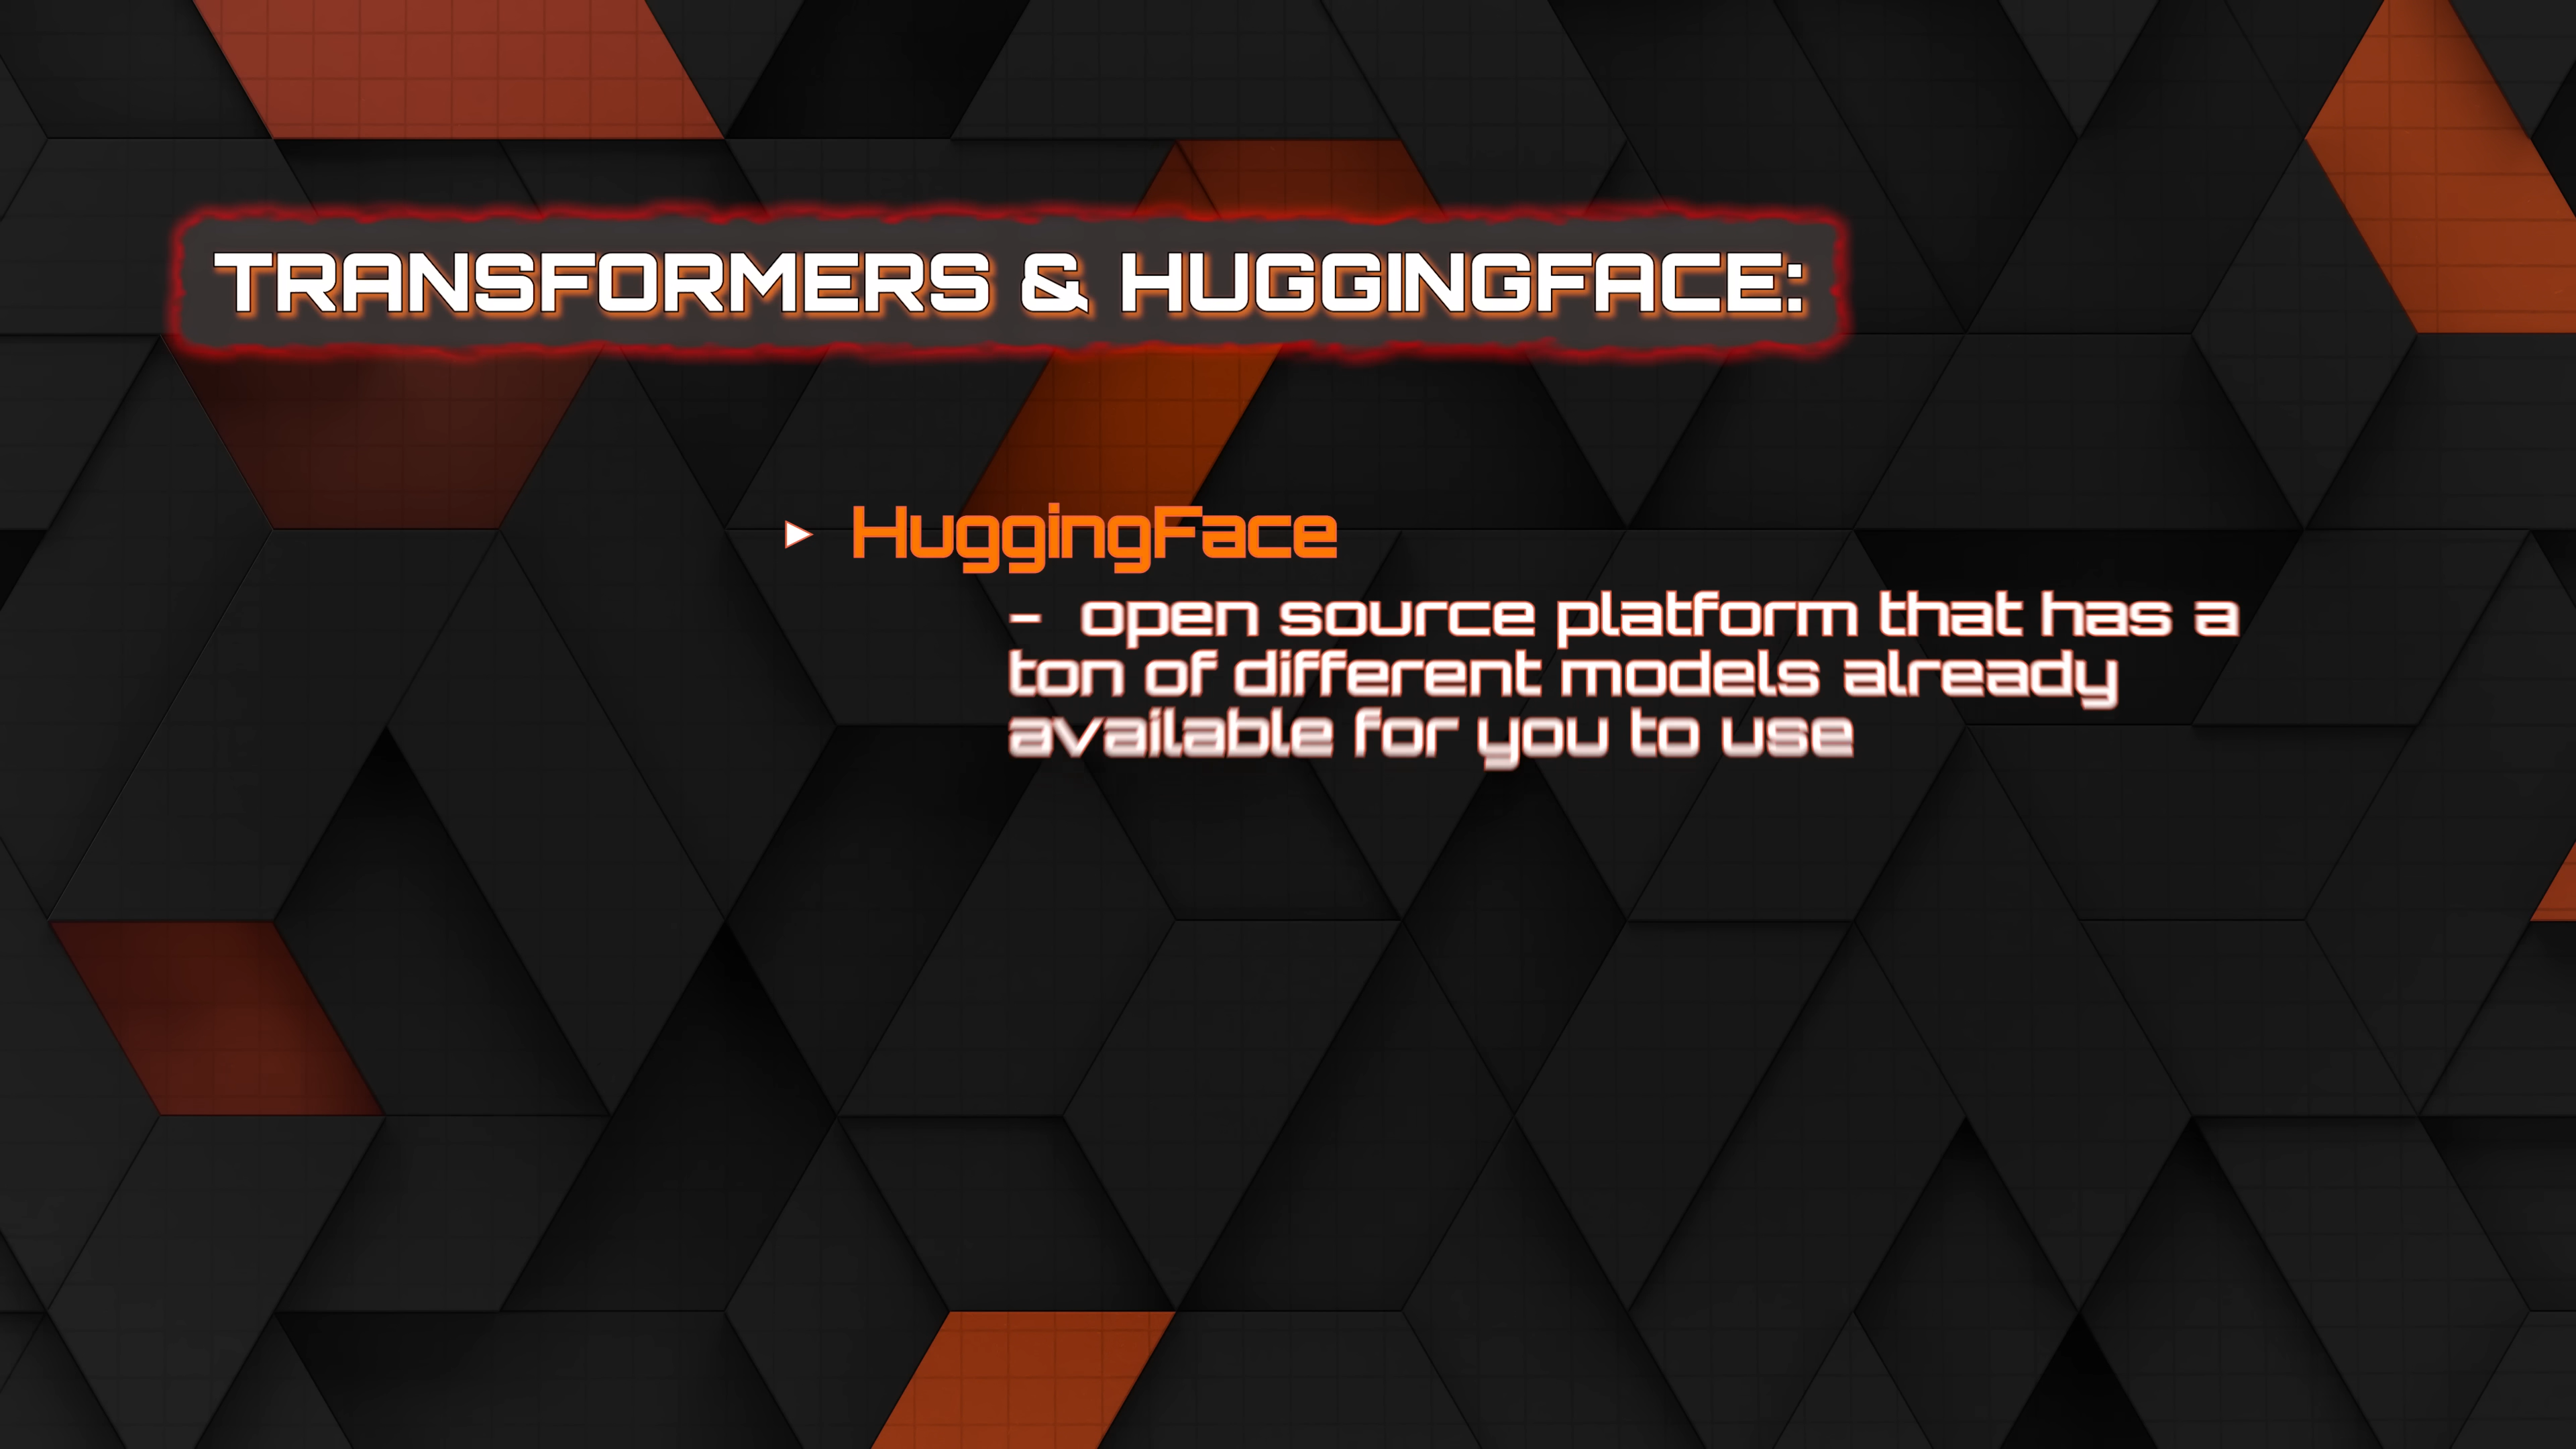 TRANSFORMERS & HUGGINGFACE:
HuggingFace
- open source platform that has a
ton of different models already
available for you to use